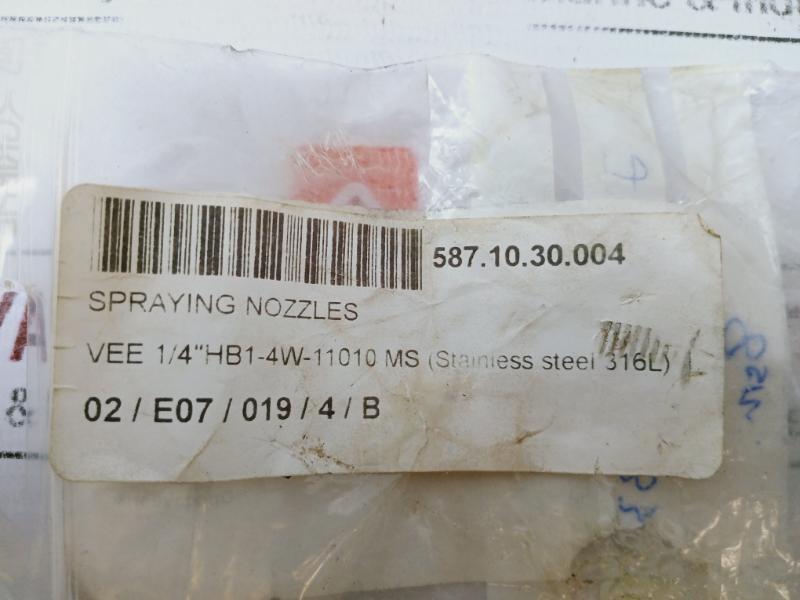 587.10.30.004
SPRAYING NOZZLES
VEE 1/4"HB1-4W-11010 MS (Stainless steel 316L)
02 / E07 / 019 / 4 / B